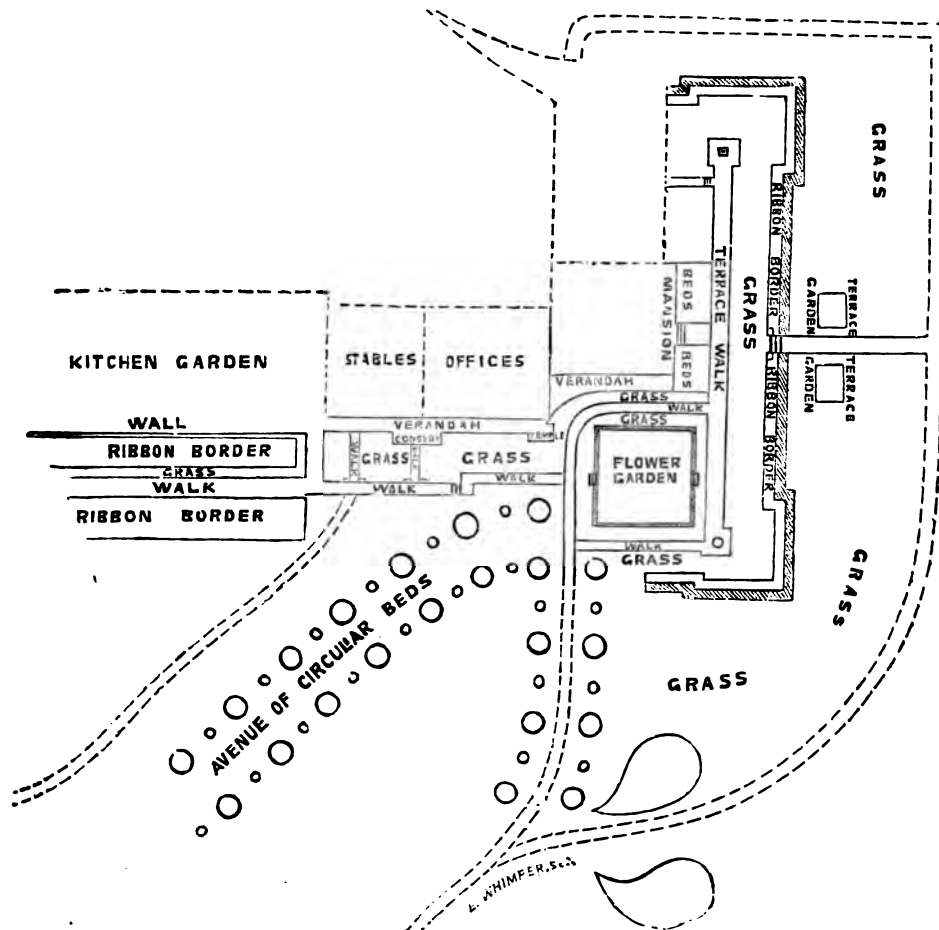 GRASS
RIBBON BORDER
TERRACE WALK
GRASS
MANSION
BEDS
BEDS
TERRACE
GARDEN
TERRACE
GARDEN
RIBBON BORDER
KITCHEN GARDEN
STABLES
OFFICES
VERANDAH
GRASS
WALK
GRASS
WALL
RIBBON BORDER
GRASS
WALK
RIBBON BORDER
VERANDAH
WALK
GRASS
GRASS
WALK
WALK
FLOWER
GARDEN
WALK
GRASS
AVENUE OF CIRCULAR BEDS
GRASS
GRASS
E. WHIMPER. Sc.